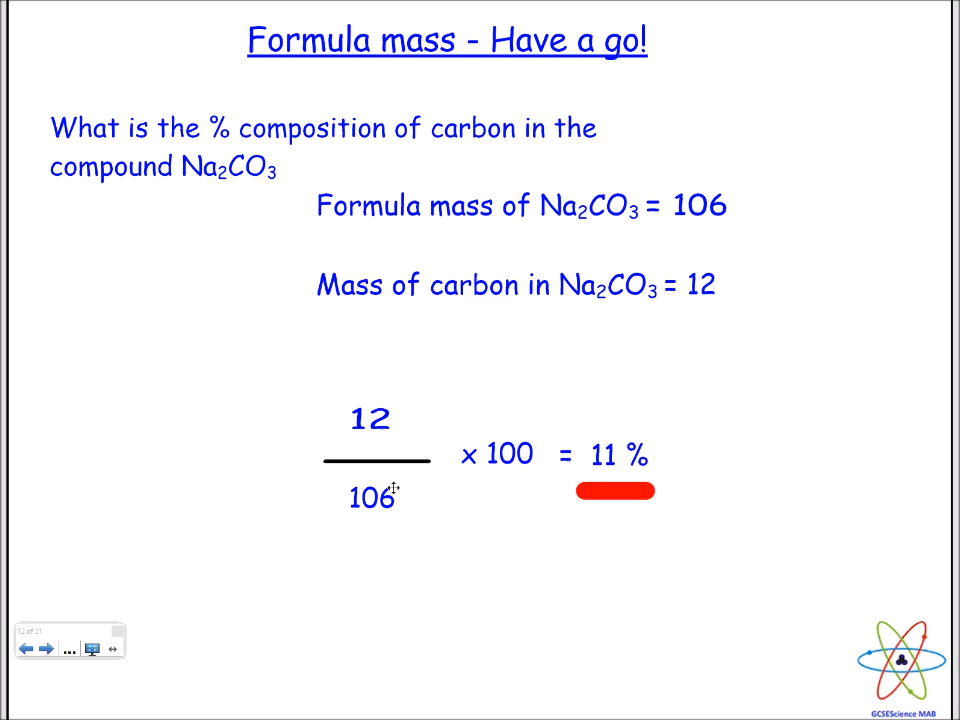 Formula mass - Have a go!
What is the % composition of carbon in the
compound Na₂CO₃
Formula mass of Na₂CO₃ = 106
Mass of carbon in Na₂CO₃ = 12
12
x 100 = 11 %
106
12 of 21
...
GCSEScience MAB